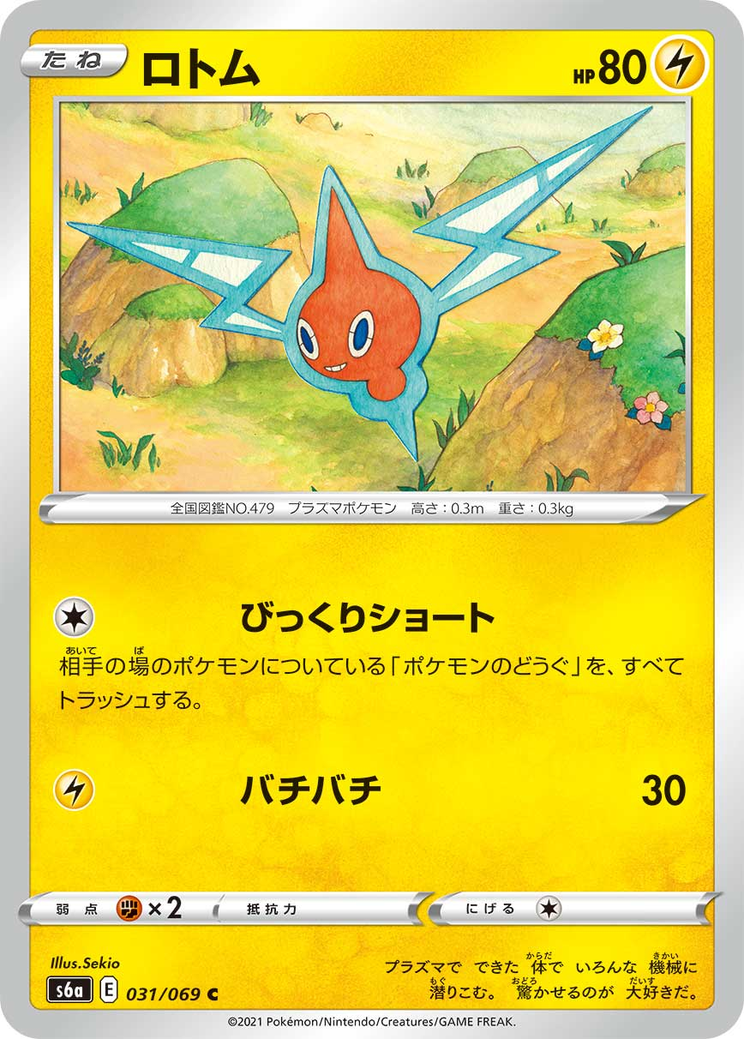 たね ロトム HP 80
全国図鑑NO.479 プラズマポケモン 高さ：0.3m 重さ：0.3kg
びっくりショート
相手の場のポケモンについている「ポケモンのどうぐ」を、すべて
トラッシュする。
バチバチ 30
弱点 ×2 抵抗力 にげる
Illus.Sekio
プラズマで できた 体で いろんな 機械に
潜りこむ。 驚かせるのが 大好きだ。
s6a E 031/069 C
©2021 Pokémon/Nintendo/Creatures/GAME FREAK.